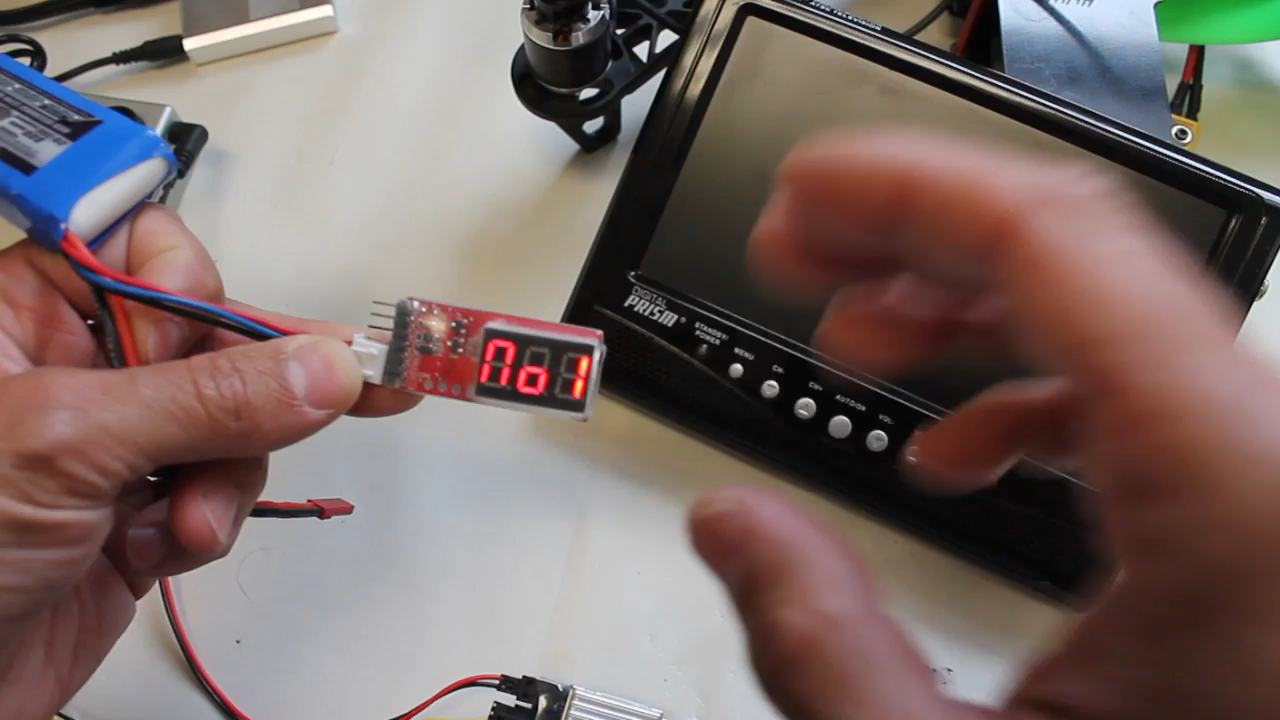 DIGITAL
PRISM®
STANDBY/
POWER
MENU
CH-
CH+
AUTO/OK
VOL-
No1